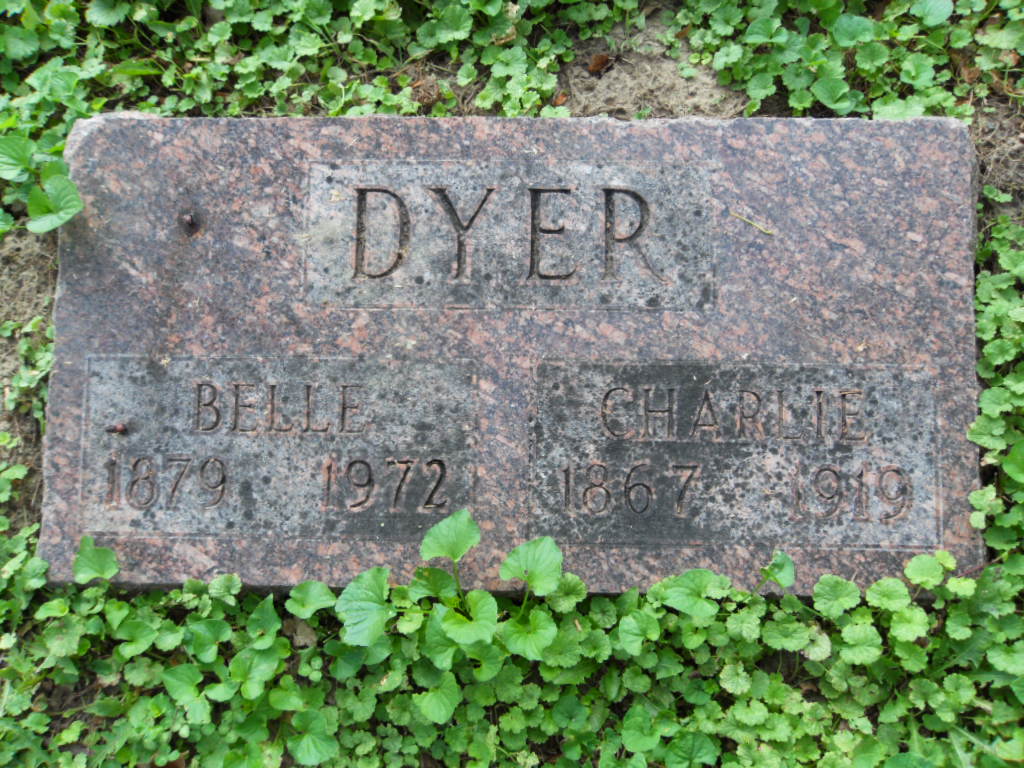 DYER
BELLE
1879 1972
CHARLIE
1867 1919